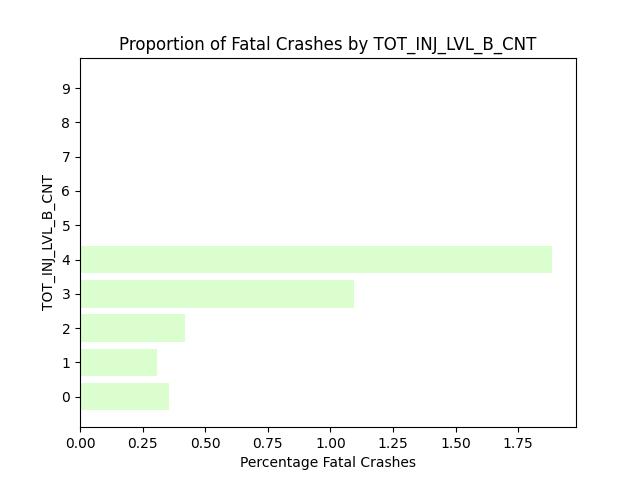 Proportion of Fatal Crashes by TOT_INJ_LVL_B_CNT
TOT_INJ_LVL_B_CNT
9
8
7
6
5
4
3
2
1
0
0.00 0.25 0.50 0.75 1.00 1.25 1.50 1.75
Percentage Fatal Crashes